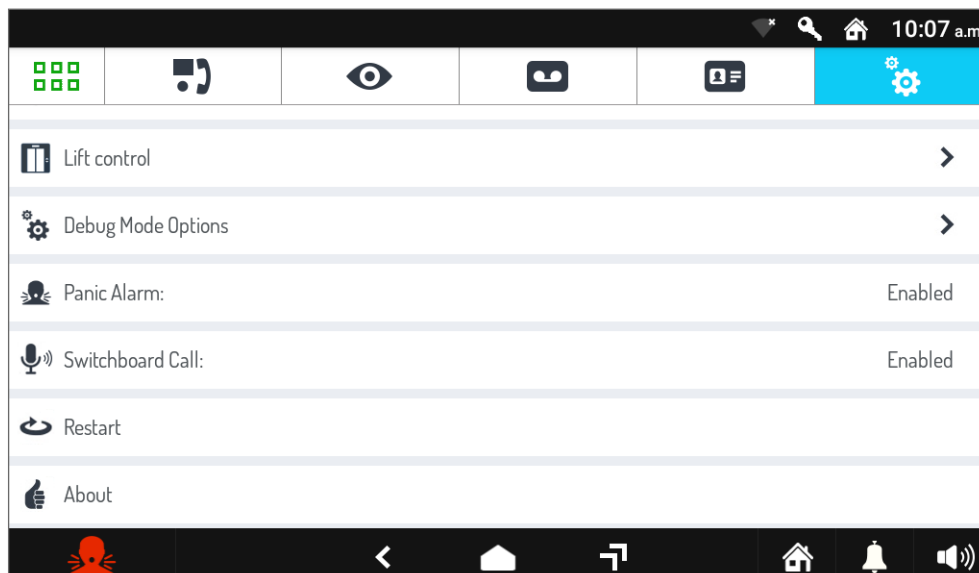 10:07 a.m
Lift control
Debug Mode Options
Panic Alarm: Enabled
Switchboard Call: Enabled
Restart
About